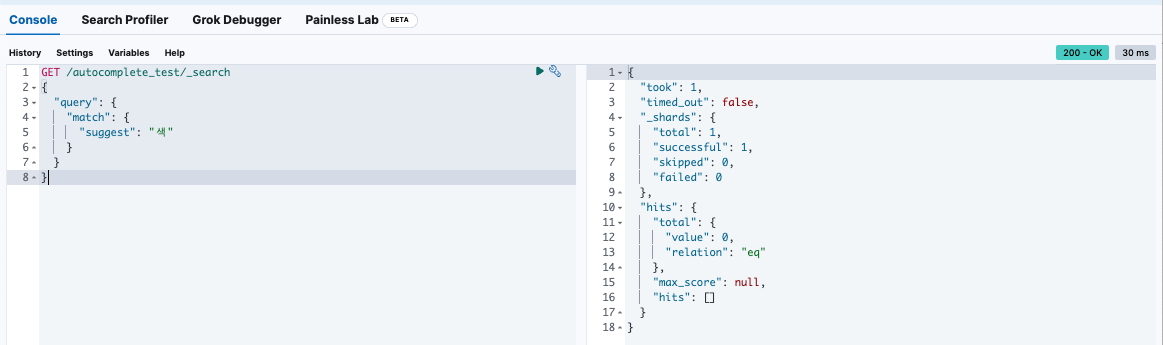 Console Search Profiler Grok Debugger Painless Lab BETA
History Settings Variables Help 200 - OK 30 ms
1 GET /autocomplete_test/_search
2 {
3 "query": {
4 "match": {
5 "suggest": "색"
6 }
7 }
8 }
1 {
2 "took": 1,
3 "timed_out": false,
4 "_shards": {
5 "total": 1,
6 "successful": 1,
7 "skipped": 0,
8 "failed": 0
9 },
10 "hits": {
11 "total": {
12 "value": 0,
13 "relation": "eq"
14 },
15 "max_score": null,
16 "hits": []
17 }
18 }